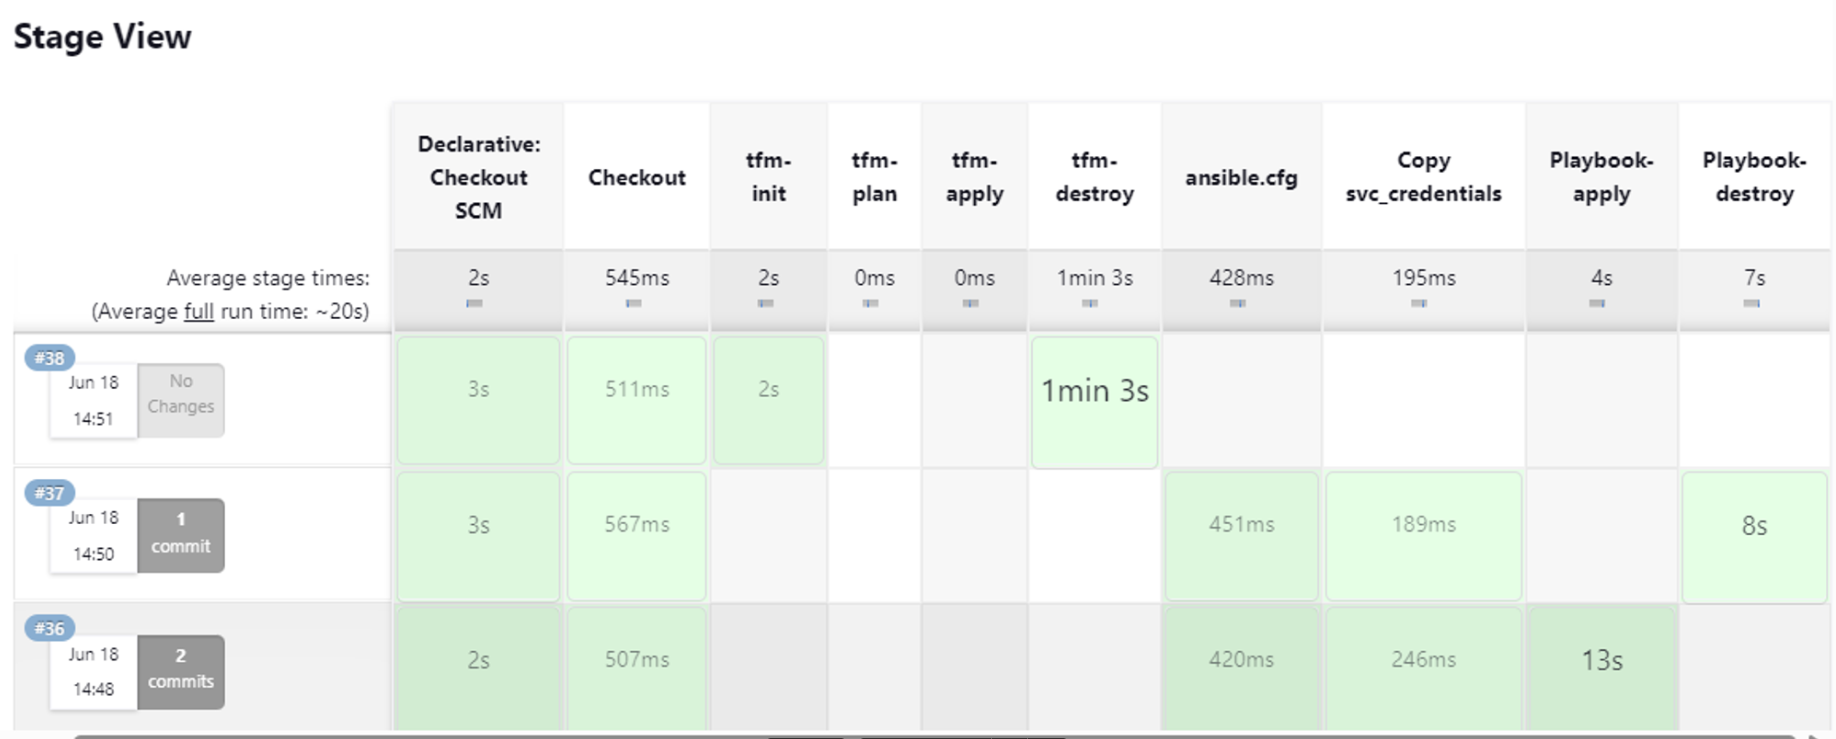 Stage View
Declarative:
Checkout
SCM
Checkout
tfm-
init
tfm-
plan
tfm-
apply
tfm-
destroy
ansible.cfg
Copy
svc_credentials
Playbook-
apply
Playbook-
destroy
Average stage times:
(Average full run time: ~20s)
2s 545ms 2s 0ms 0ms 1min 3s 428ms 195ms 4s 7s
#38
Jun 18
14:51
No
Changes
3s 511ms 2s 1min 3s
#37
Jun 18
14:50
1
commit
3s 567ms 451ms 189ms 8s
#36
Jun 18
14:48
2
commits
2s 507ms 420ms 246ms 13s